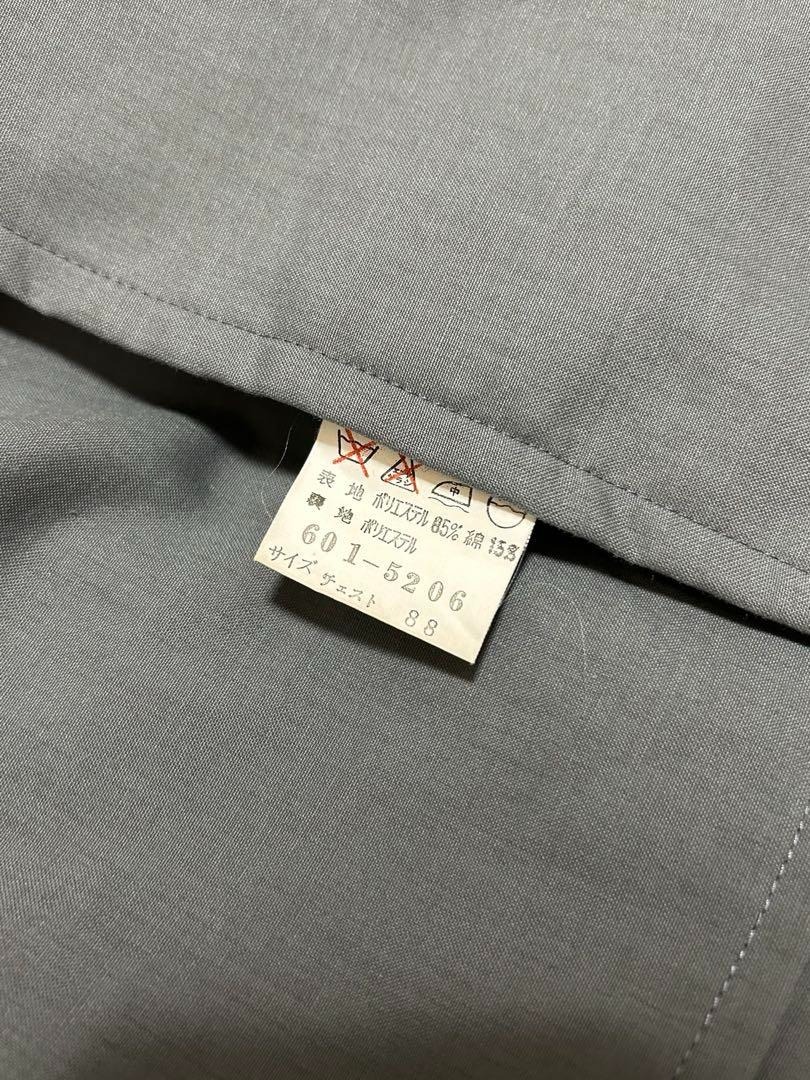 中
表地 ポリエステル 85% 綿 15%
裏地 ポリエステル
601-5206
サイズ チェスト 88